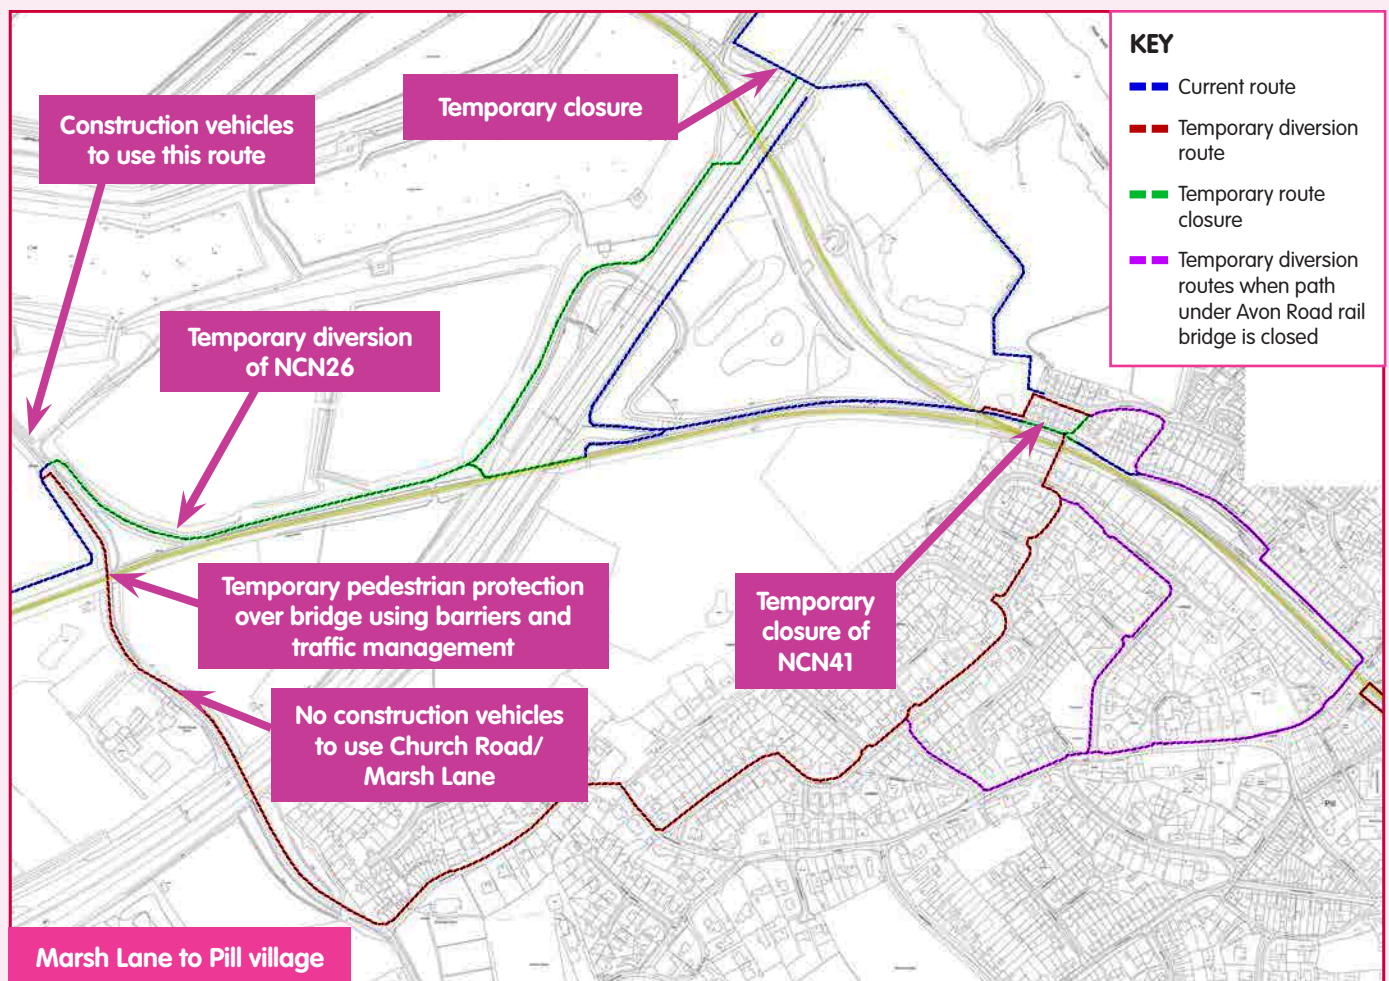 Construction vehicles
to use this route
Temporary closure
KEY
Current route
Temporary diversion
route
Temporary route
closure
Temporary diversion
routes when path
under Avon Road rail
bridge is closed
Temporary diversion
of NCN26
Temporary pedestrian protection
over bridge using barriers and
traffic management
Temporary
closure of
NCN41
No construction vehicles
to use Church Road/
Marsh Lane
Pill
Marsh Lane to Pill village